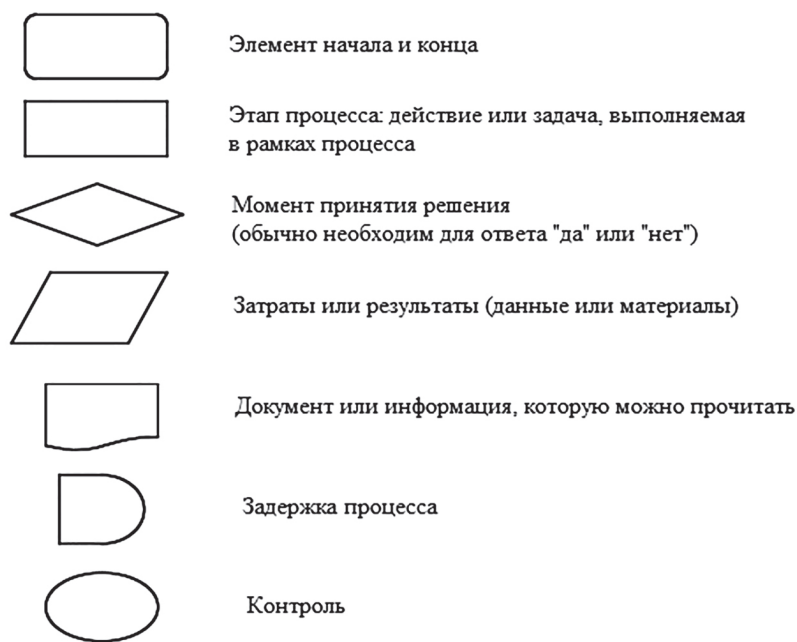 Элемент начала и конца
Этап процесса: действие или задача, выполняемая
в рамках процесса
Момент принятия решения
(обычно необходим для ответа "да" или "нет")
Затраты или результаты (данные или материалы)
Документ или информация, которую можно прочитать
Задержка процесса
Контроль